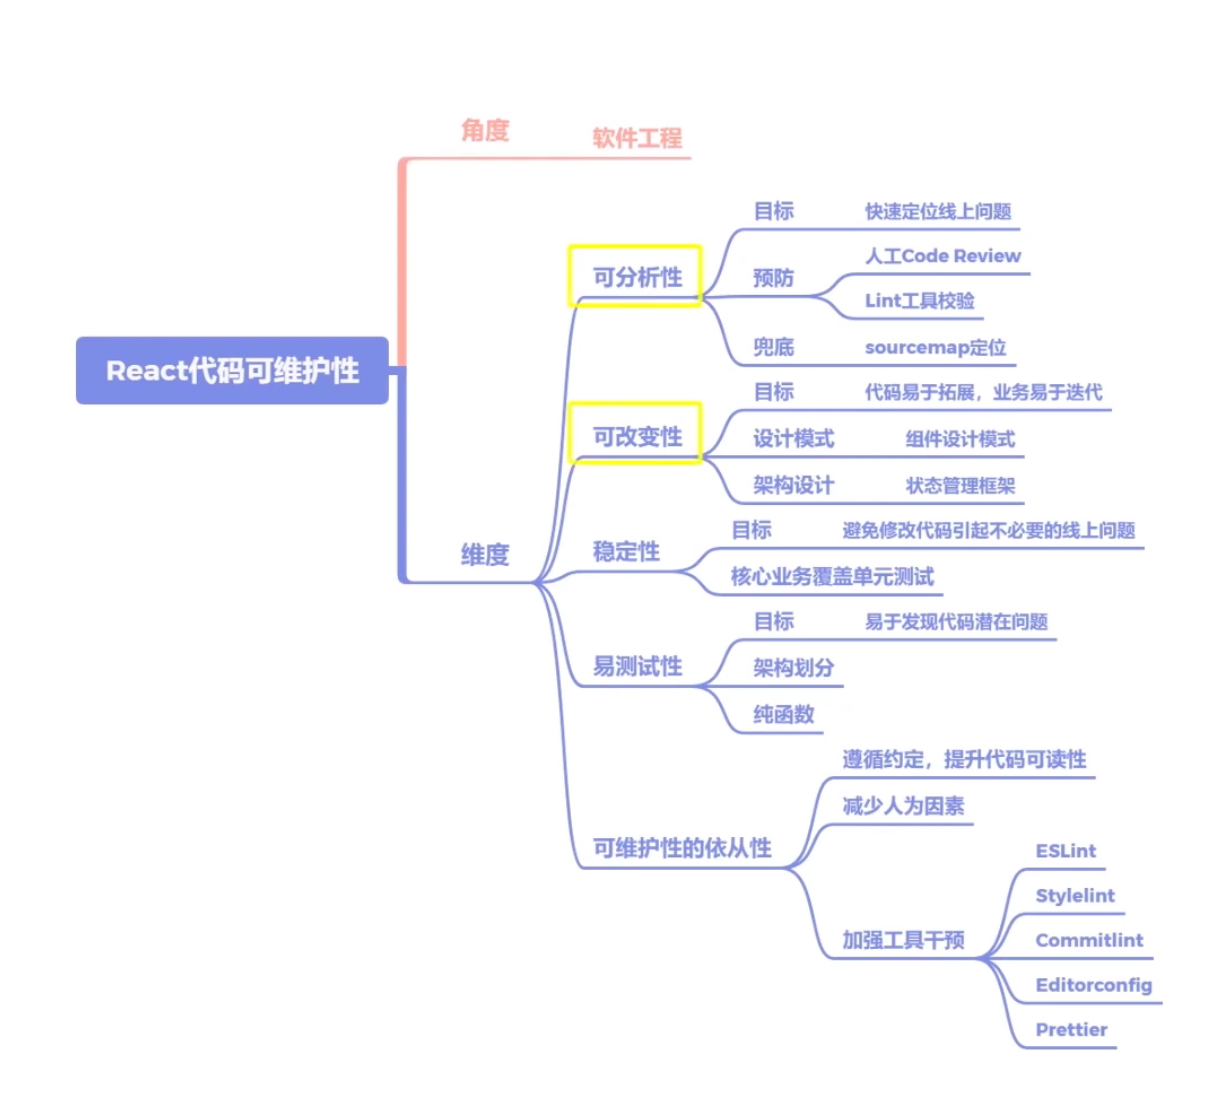 角度
软件工程
目标
快速定位线上问题
人工Code Review
可分析性
预防
Lint工具校验
兜底
sourcemap定位
React代码可维护性
目标
代码易于拓展，业务易于迭代
可改变性
设计模式
组件设计模式
架构设计
状态管理框架
维度
目标
避免修改代码引起不必要的线上问题
稳定性
核心业务覆盖单元测试
目标
易于发现代码潜在问题
易测试性
架构划分
纯函数
遵循约定，提升代码可读性
减少人为因素
可维护性的依从性
ESLint
Stylelint
加强工具干预
Commitlint
Editorconfig
Prettier